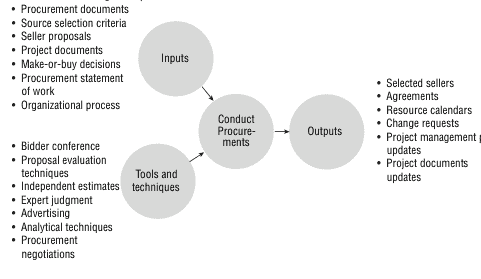 • Procurement documents
• Source selection criteria
• Seller proposals
• Project documents
• Make-or-buy decisions
• Procurement statement
of work
• Organizational process
Inputs
• Bidder conference
• Proposal evaluation
techniques
• Independent estimates
• Expert judgment
• Advertising
• Analytical techniques
• Procurement
negotiations
Tools and
techniques
Conduct
Procure-
ments
Outputs
• Selected sellers
• Agreements
• Resource calendars
• Change requests
• Project management
updates
• Project documents
updates